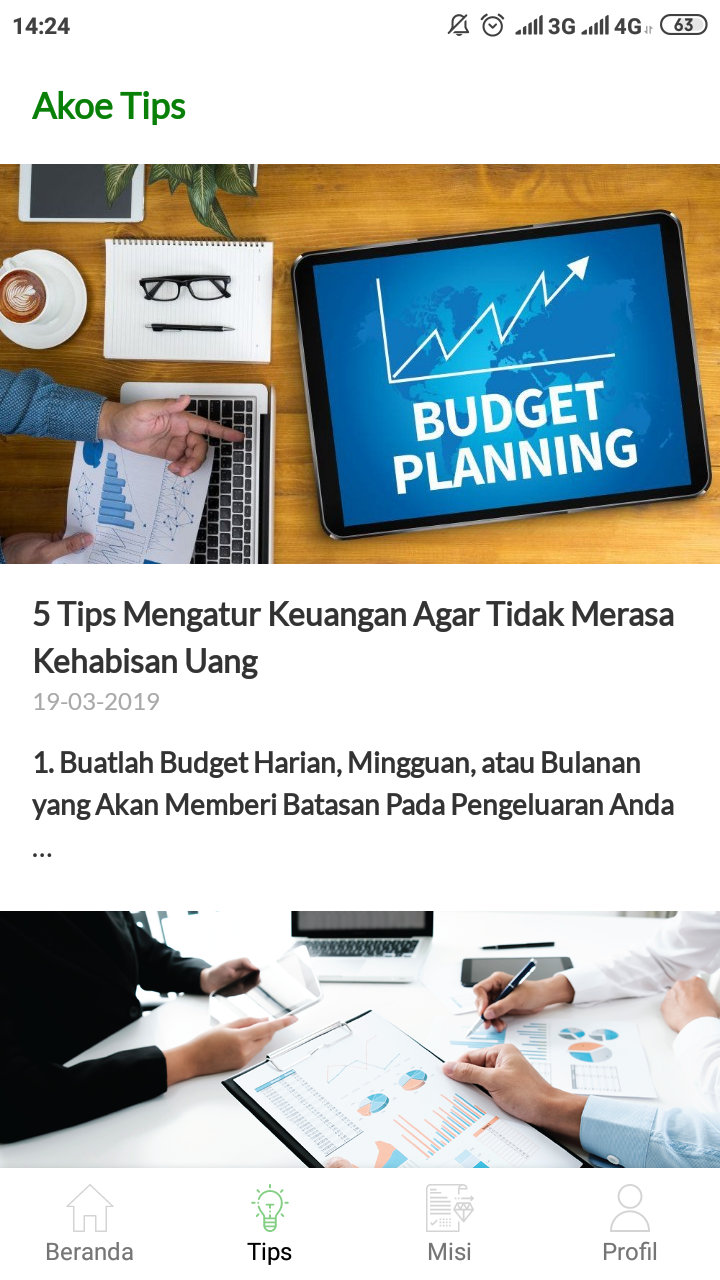 14:24
3G 4G 63
Akoe Tips
BUDGET
PLANNING
5 Tips Mengatur Keuangan Agar Tidak Merasa
Kehabisan Uang
19-03-2019
1. Buatlah Budget Harian, Mingguan, atau Bulanan
yang Akan Memberi Batasan Pada Pengeluaran Anda
...
Beranda Tips Misi Profil